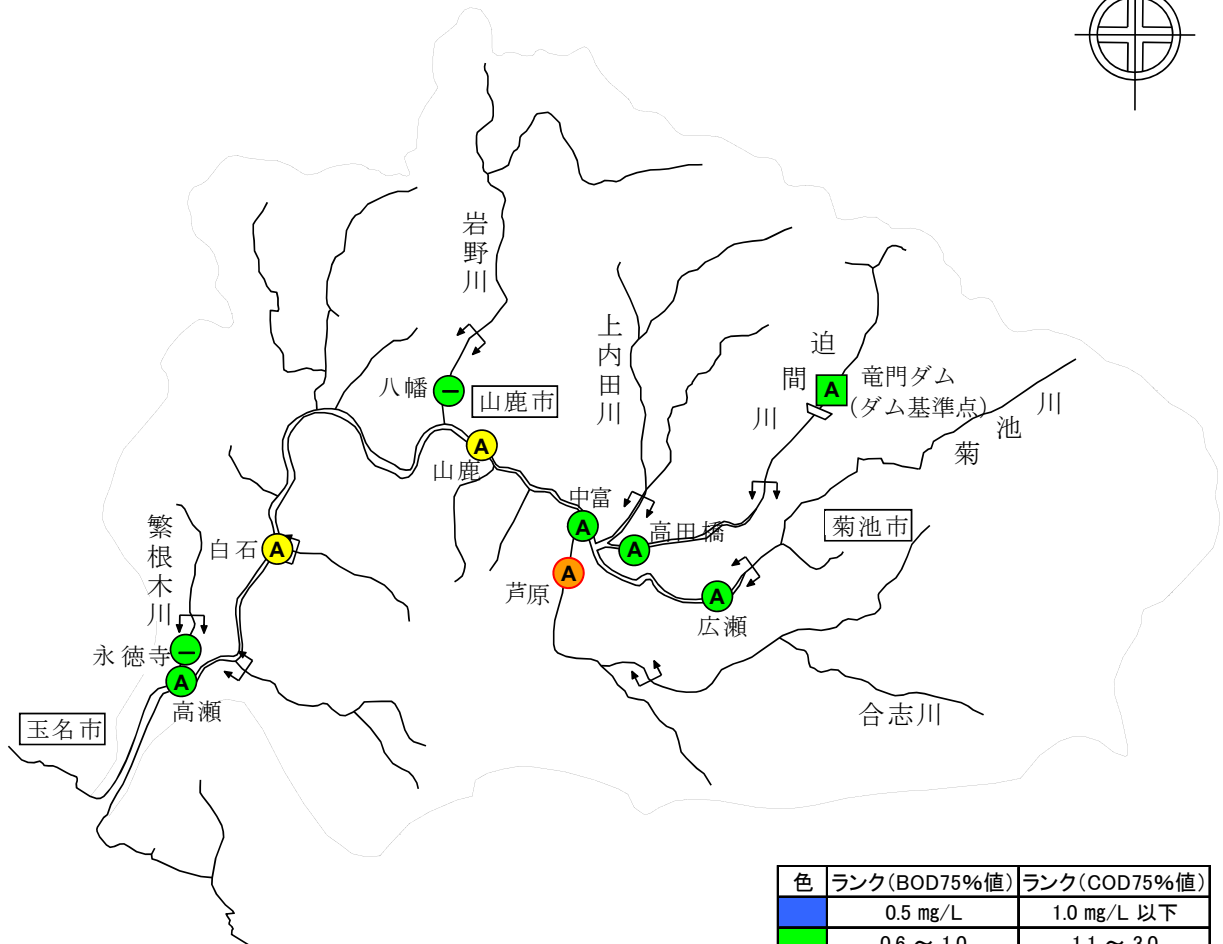 岩野川
上内田川
迫間川
A
竜門ダム
(ダム基準点)
菊池川
八幡
ー
山鹿市
A
山鹿
中富
A
高田橋
A
菊池市
繁根木川
白石
A
芦原
A
A
広瀬
永徳寺
ー
A
高瀬
玉名市
合志川
色 ランク(BOD75%値) ランク(COD75%値)
0.5 mg/L 1.0 mg/L 以下